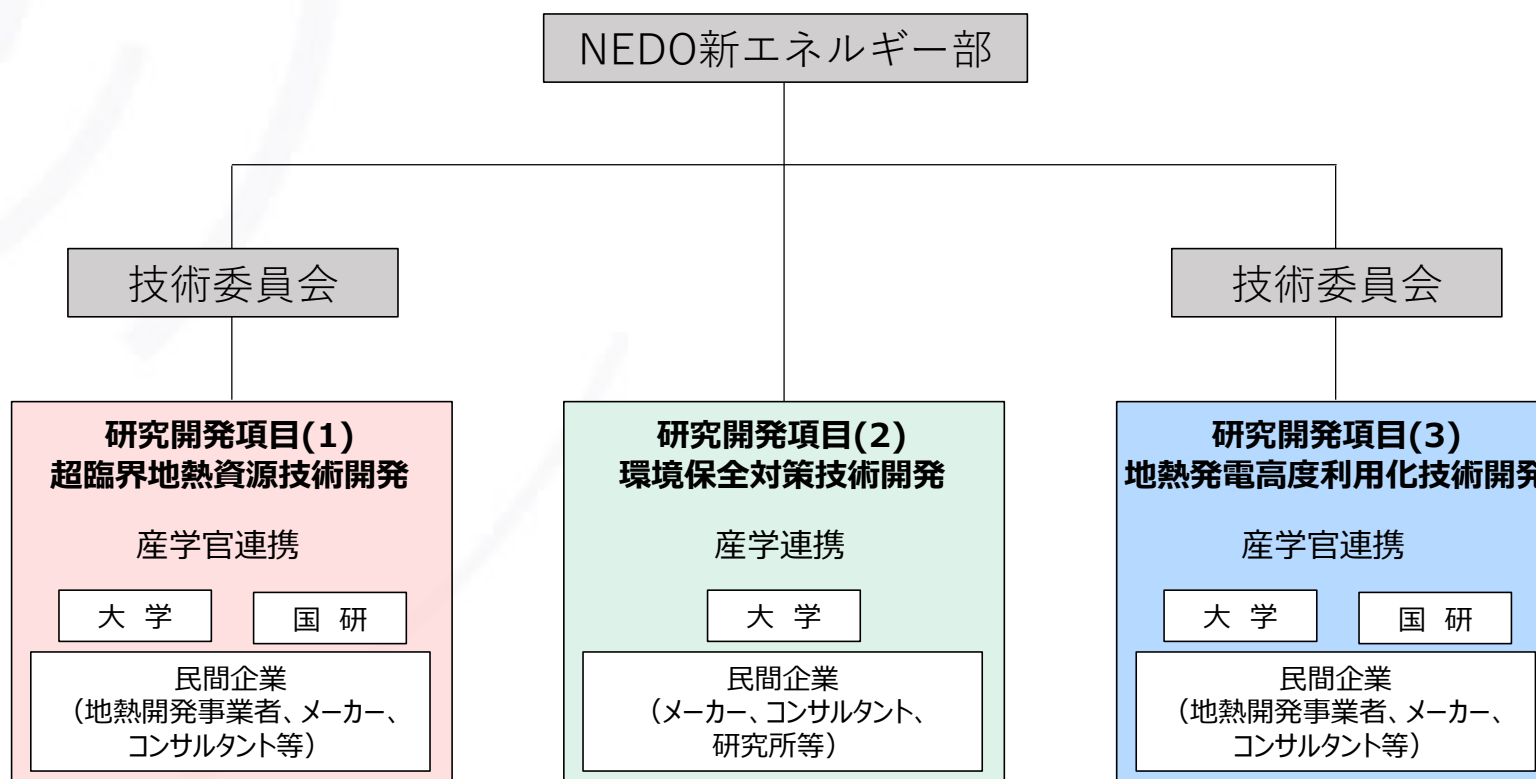 NEDO新エネルギー部
技術委員会
技術委員会
研究開発項目(1)
超臨界地熱資源技術開発
産学官連携
大 学
国 研
民間企業
（地熱開発事業者、メーカー、
コンサルタント等）
研究開発項目(2)
環境保全対策技術開発
産学連携
大 学
民間企業
（メーカー、コンサルタント、
研究所等）
研究開発項目(3)
地熱発電高度利用化技術開発
産学官連携
大 学
国 研
民間企業
（地熱開発事業者、メーカー、
コンサルタント等）